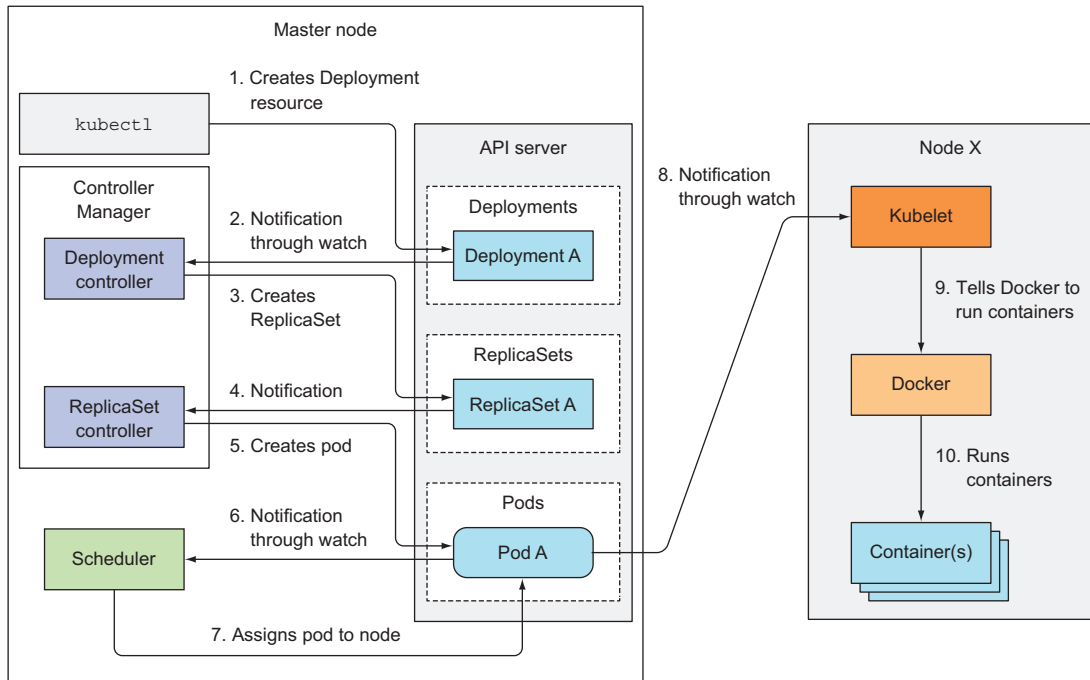 Master node
1. Creates Deployment
resource
kubectl
API server
Controller
Manager
Deployments
2. Notification
through watch
Deployment
controller
Deployment A
3. Creates
ReplicaSet
ReplicaSets
4. Notification
ReplicaSet
controller
ReplicaSet A
5. Creates pod
Pods
6. Notification
through watch
Scheduler
Pod A
7. Assigns pod to node
8. Notification
through watch
Node X
Kubelet
9. Tells Docker to
run containers
Docker
10. Runs
containers
Container(s)